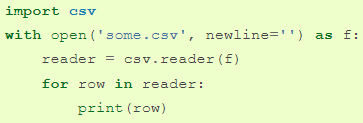 import csv
with open('some.csv', newline='') as f:
    reader = csv.reader(f)
    for row in reader:
        print(row)